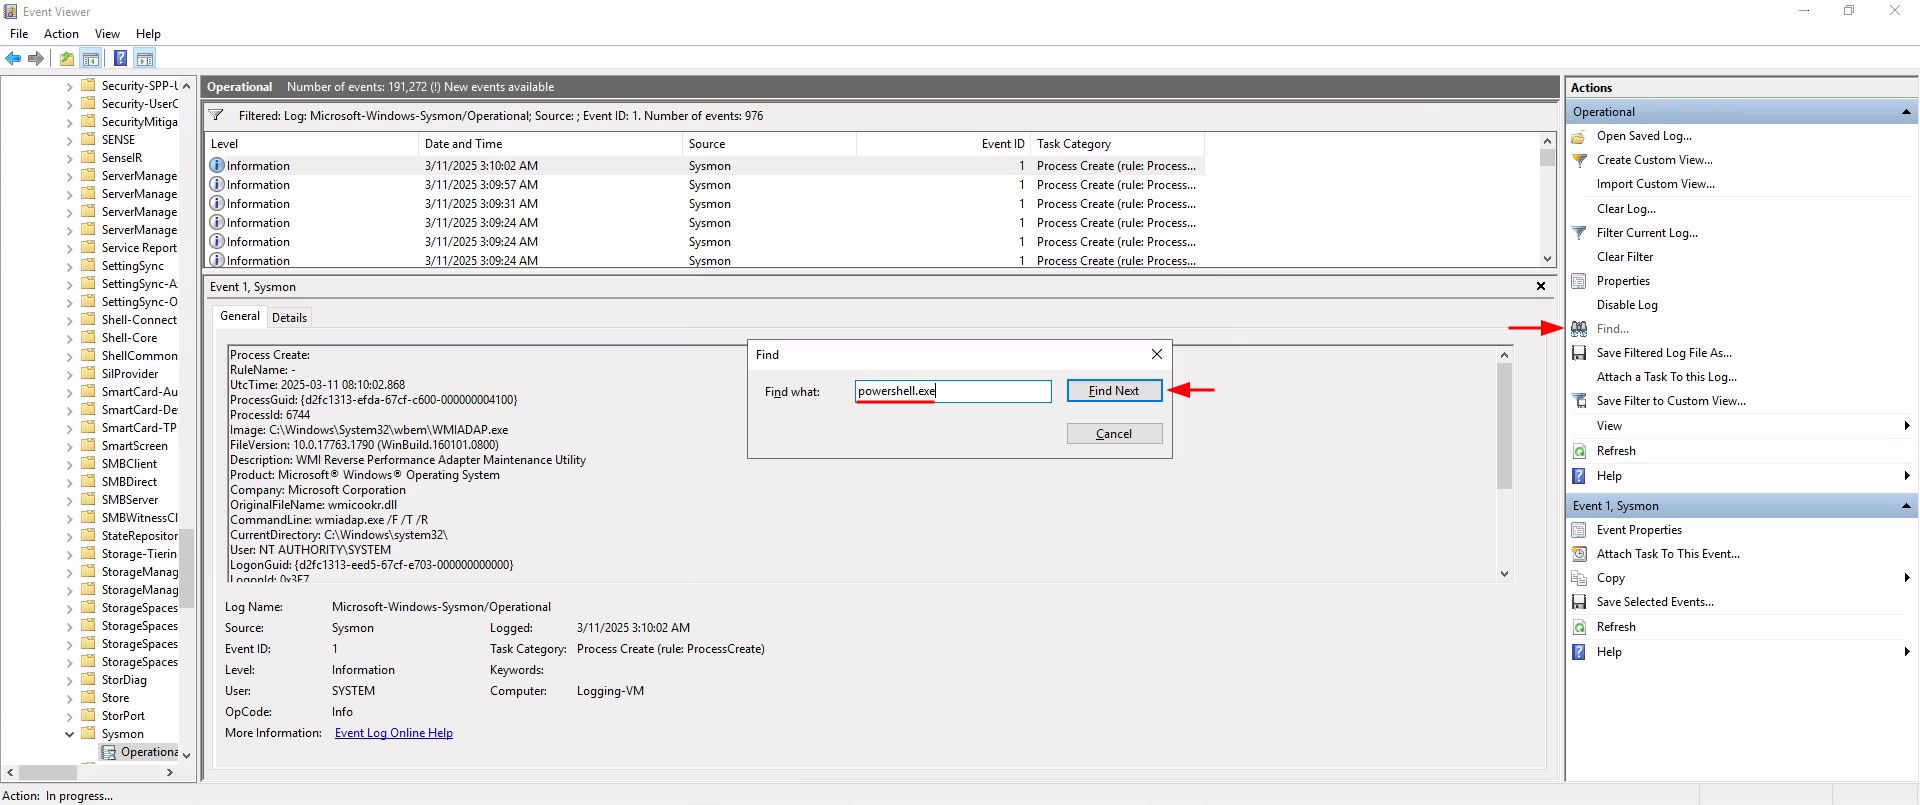 Event Viewer
File Action View Help
Security-SPP-U
Security-UserC
SecurityMitiga
SENSE
SenseIR
ServerManage
ServerManage
ServerManage
ServerManage
Service Report
SettingSync
SettingSync-A
SettingSync-O
Shell-Connect
Shell-Core
ShellCommon
SilProvider
SmartCard-Au
SmartCard-De
SmartCard-TP
SmartScreen
SMBClient
SMBDirect
SMBServer
SMBWitnessCl
StateRepositor
Storage-Tierin
StorageManag
StorageManag
StorageSpaces
StorageSpaces
StorageSpaces
StorageSpaces
StorDiag
Store
StorPort
Sysmon
Operationa
Operational Number of events: 191,272 (!) New events available
Filtered: Log: Microsoft-Windows-Sysmon/Operational; Source: ; Event ID: 1. Number of events: 976
Level Date and Time Source Event ID Task Category
Information 3/11/2025 3:10:02 AM Sysmon 1 Process Create (rule: Process...
Information 3/11/2025 3:09:57 AM Sysmon 1 Process Create (rule: Process...
Information 3/11/2025 3:09:31 AM Sysmon 1 Process Create (rule: Process...
Information 3/11/2025 3:09:24 AM Sysmon 1 Process Create (rule: Process...
Information 3/11/2025 3:09:24 AM Sysmon 1 Process Create (rule: Process...
Information 3/11/2025 3:09:24 AM Sysmon 1 Process Create (rule: Process...
Event 1, Sysmon
General Details
Process Create:
RuleName: -
UtcTime: 2025-03-11 08:10:02.868
ProcessGuid: {d2fc1313-efda-67cf-c600-000000004100}
ProcessId: 6744
Image: C:\Windows\System32\wbem\WMIADAP.exe
FileVersion: 10.0.17763.1790 (WinBuild.160101.0800)
Description: WMI Reverse Performance Adapter Maintenance Utility
Product: Microsoft® Windows® Operating System
Company: Microsoft Corporation
OriginalFileName: wmicookr.dll
CommandLine: wmiadap.exe /F /T /R
CurrentDirectory: C:\Windows\system32\
User: NT AUTHORITY\SYSTEM
LogonGuid: {d2fc1313-eed5-67cf-e703-000000000000}
LogonId: 0x3E7
Find
Find what: powershell.exe Find Next
Cancel
Log Name: Microsoft-Windows-Sysmon/Operational
Source: Sysmon Logged: 3/11/2025 3:10:02 AM
Event ID: 1 Task Category: Process Create (rule: ProcessCreate)
Level: Information Keywords:
User: SYSTEM Computer: Logging-VM
OpCode: Info
More Information: Event Log Online Help
Actions
Operational
Open Saved Log...
Create Custom View...
Import Custom View...
Clear Log...
Filter Current Log...
Clear Filter
Properties
Disable Log
Find...
Save Filtered Log File As...
Attach a Task To this Log...
Save Filter to Custom View...
View
Refresh
Help
Event 1, Sysmon
Event Properties
Attach Task To This Event...
Copy
Save Selected Events...
Refresh
Help
Action: In progress...